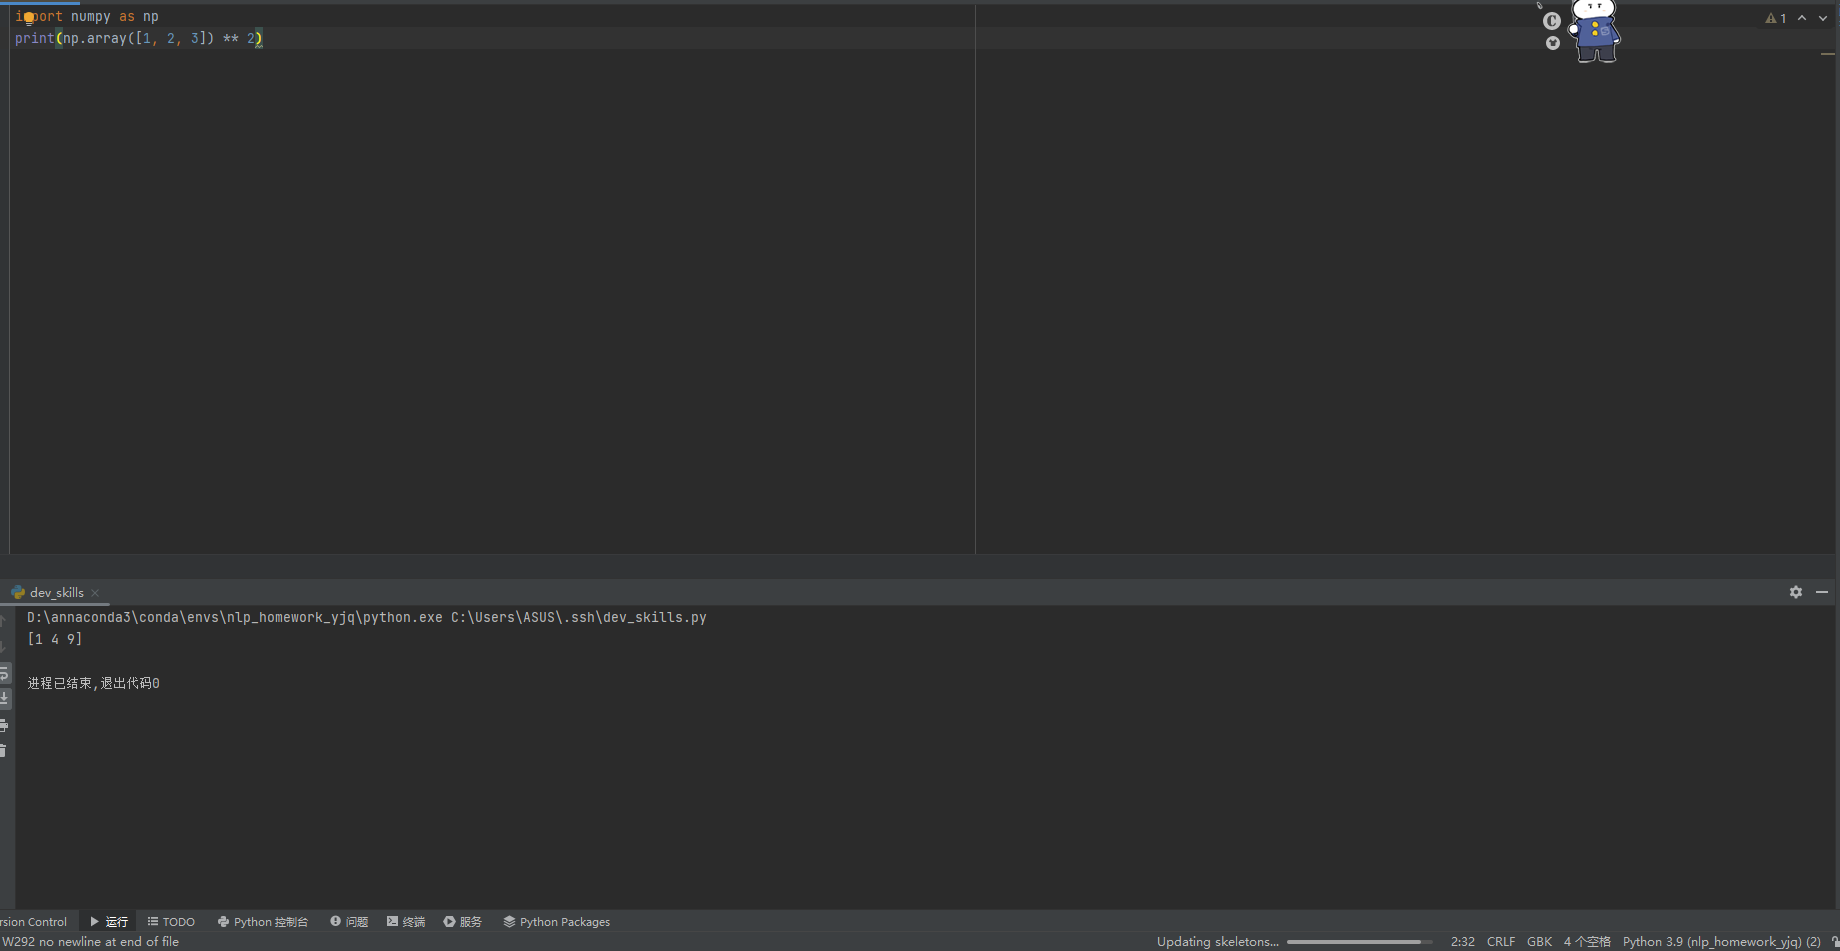 import numpy as np
print(np.array([1, 2, 3]) ** 2)
1
dev_skills
D:\annaconda3\conda\envs\nlp_homework_yjq\python.exe C:\Users\ASUS\.ssh\dev_skills.py
[1 4 9]
进程已结束,退出代码0
rsion Control 运行 TODO Python 控制台 问题 终端 服务 Python Packages
W292 no newline at end of file Updating skeletons... 2:32 CRLF GBK 4 个空格 Python 3.9 (nlp_homework_yjq) (2)